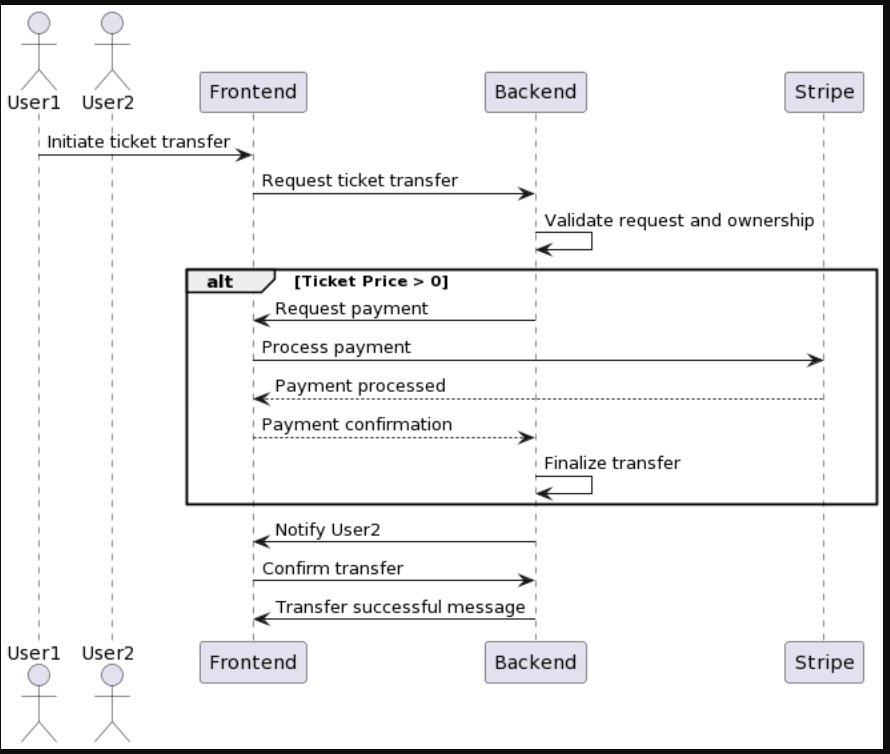 User1 User2 Frontend Backend Stripe
Initiate ticket transfer
Request ticket transfer
Validate request and ownership
alt [Ticket Price > 0]
Request payment
Process payment
Payment processed
Payment confirmation
Finalize transfer
Notify User2
Confirm transfer
Transfer successful message
User1 User2 Frontend Backend Stripe